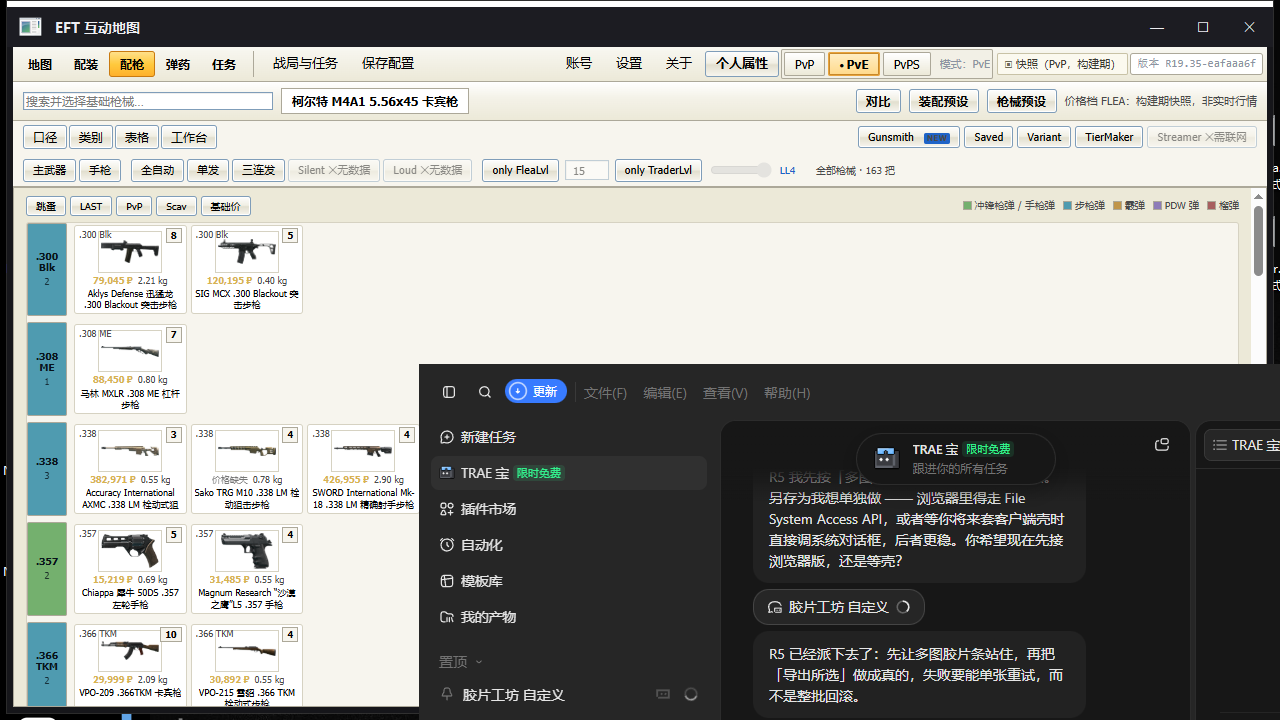 EFT 互动地图
地图 配装 配枪 弹药 任务 战局与任务 保存配置 账号 设置 关于 个人属性 PvP • PvE PvPS 模式：PvE 快照（PvP，构建期） 版本 R19.35-eafaaa6f
搜索并选择基础枪械... 柯尔特 M4A1 5.56x45 卡宾枪 对比 装配预设 枪械预设 价格档 FLEA：构建期快照，非实时行情
口径 类别 表格 工作台 Gunsmith NEW Saved Variant TierMaker Streamer ╳需联网
主武器 手枪 全自动 单发 三连发 Silent ╳无数据 Loud ╳无数据 only FleaLvl 15 only TraderLvl LL4 全部枪械 · 163 把
跳蚤 LAST PvP Scav 基础价 冲锋枪弹 / 手枪弹 步枪弹 霰弹 PDW 弹 榴弹
.300 Blk
2
.300 Blk 8
79,045 ₽ 2.21 kg
Aklys Defense 迅猛龙
.300 Blackout 突击步枪
.300 Blk 5
120,195 ₽ 0.40 kg
SIG MCX .300 Blackout 突
击步枪
.308 ME
1
.308 ME 7
88,450 ₽ 0.80 kg
马林 MXLR .308 ME 杠杆
步枪
.338
3
.338 3
382,971 ₽ 0.55 kg
Accuracy International
AXMC .338 LM 栓动式狙
.338 4
价格缺失 0.78 kg
Sako TRG M10 .338 LM 栓
动狙击步枪
.338 4
426,955 ₽ 2.90 kg
SWORD International Mk-
18 .338 LM 精确射手步枪
.357
2
.357 5
15,219 ₽ 0.69 kg
Chiappa 犀牛 50DS .357
左轮手枪
.357 4
31,485 ₽ 0.55 kg
Magnum Research "沙漠
之鹰"L5 .357 手枪
.366 TKM
2
.366 TKM 10
29,999 ₽ 2.09 kg
VPO-209 .366TKM 卡宾枪
.366 TKM 4
30,892 ₽ 0.55 kg
VPO-215 雪貂 .366 TKM
栓动式步枪
更新 文件(F) 编辑(E) 查看(V) 帮助(H)
新建任务
TRAE 宝 限时免费
插件市场
自动化
模板库
我的产物
置顶
胶片工坊 自定义
TRAE 宝 限时免费
跟进你的所有任务
TRAE 宝
另存为我想单独做 —— 浏览器里得走 File
System Access API，或者等你将来套客户端壳时
直接调系统对话框，后者更稳。你希望现在先接
浏览器版，还是等壳？
胶片工坊 自定义
R5 已经派下去了：先让多图胶片条站住，再把
「导出所选」做成真的，失败要能单张重试，而
不是整批回滚。